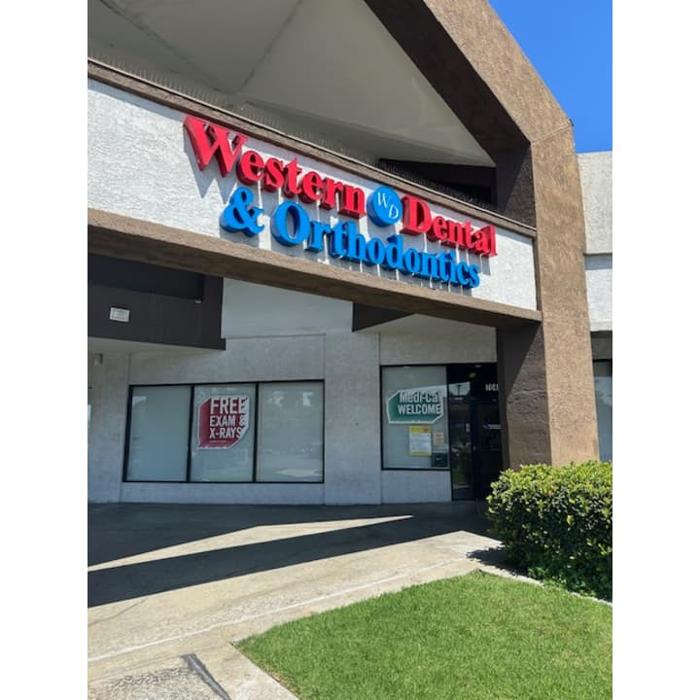 Western WD Dental
& Orthodontics
FREE
EXAM &
X-RAYS
Medi-Cal
WELCOME